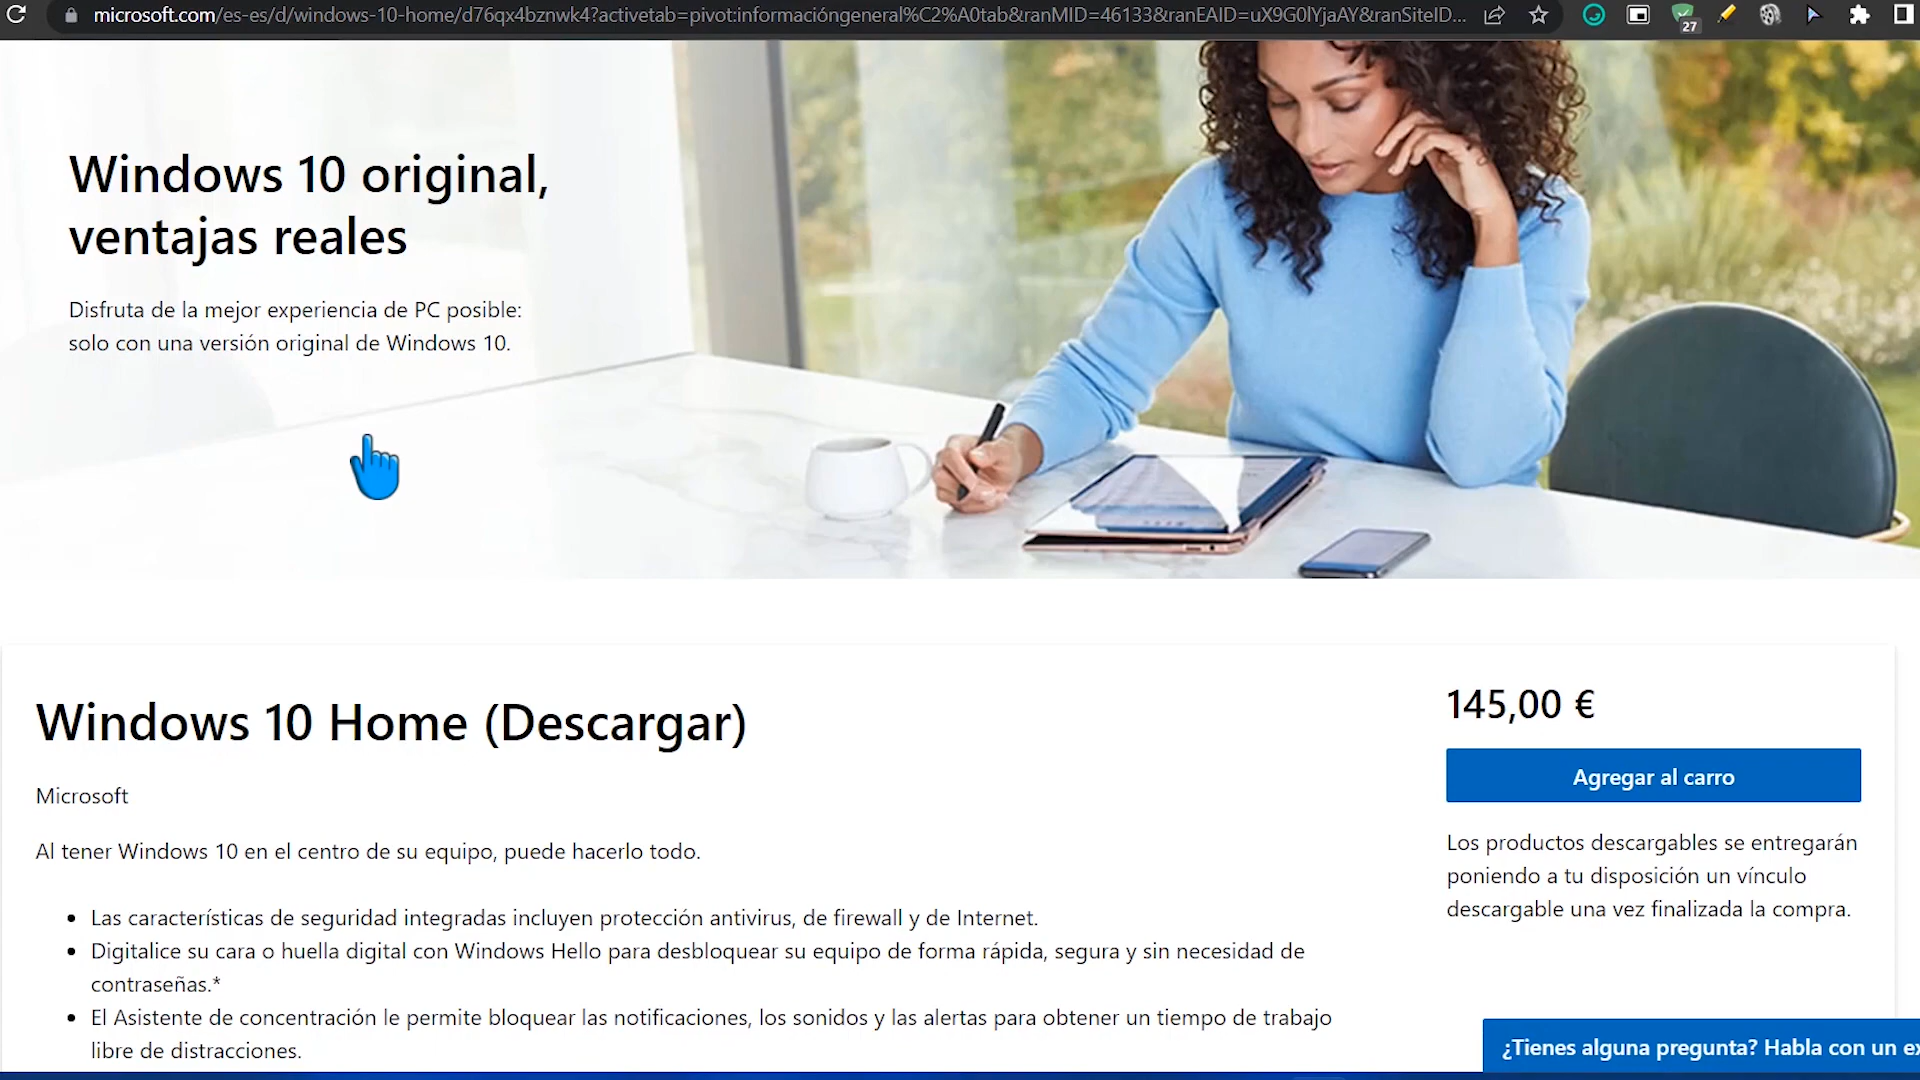 microsoft.com/es-es/d/windows-10-home/d76qx4bznwk4?activetab=pivot:informacióngeneral%C2%A0tab&ranMID=46133&ranEAID=uX9G0lYjaAY&ranSiteID...
27
Windows 10 original,
ventajas reales
Disfruta de la mejor experiencia de PC posible:
solo con una versión original de Windows 10.
Windows 10 Home (Descargar)
145,00 €
Agregar al carro
Microsoft
Los productos descargables se entregarán
poniendo a tu disposición un vínculo
descargable una vez finalizada la compra.
Al tener Windows 10 en el centro de su equipo, puede hacerlo todo.
• Las características de seguridad integradas incluyen protección antivirus, de firewall y de Internet.
• Digitalice su cara o huella digital con Windows Hello para desbloquear su equipo de forma rápida, segura y sin necesidad de
contraseñas.*
• El Asistente de concentración le permite bloquear las notificaciones, los sonidos y las alertas para obtener un tiempo de trabajo
libre de distracciones.
¿Tienes alguna pregunta? Habla con un ex